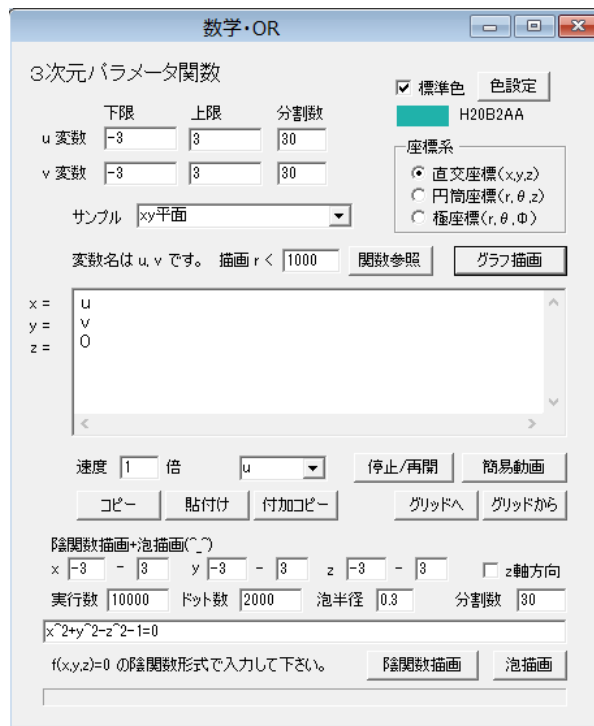 数学・OR
３次元パラメータ関数
標準色 色設定
下限 上限 分割数
H20B2AA
u 変数 -3 3 30
v 変数 -3 3 30
座標系
直交座標(x,y,z)
円筒座標(r,θ,z)
極座標(r,θ,Φ)
サンプル xy平面
変数名は u, v です。 描画 r < 1000 関数参照 グラフ描画
x = u
y = v
z = 0
速度 1 倍 u 停止/再開 簡易動画
コピー 貼付け 付加コピー グリッドへ グリッドから
陰関数描画+泡描画(^_^)
x -3 - 3 y -3 - 3 z -3 - 3 z軸方向
実行数 10000 ドット数 2000 泡半径 0.3 分割数 30
x^2+y^2-z^2-1=0
f(x,y,z)=0 の陰関数形式で入力して下さい。 陰関数描画 泡描画